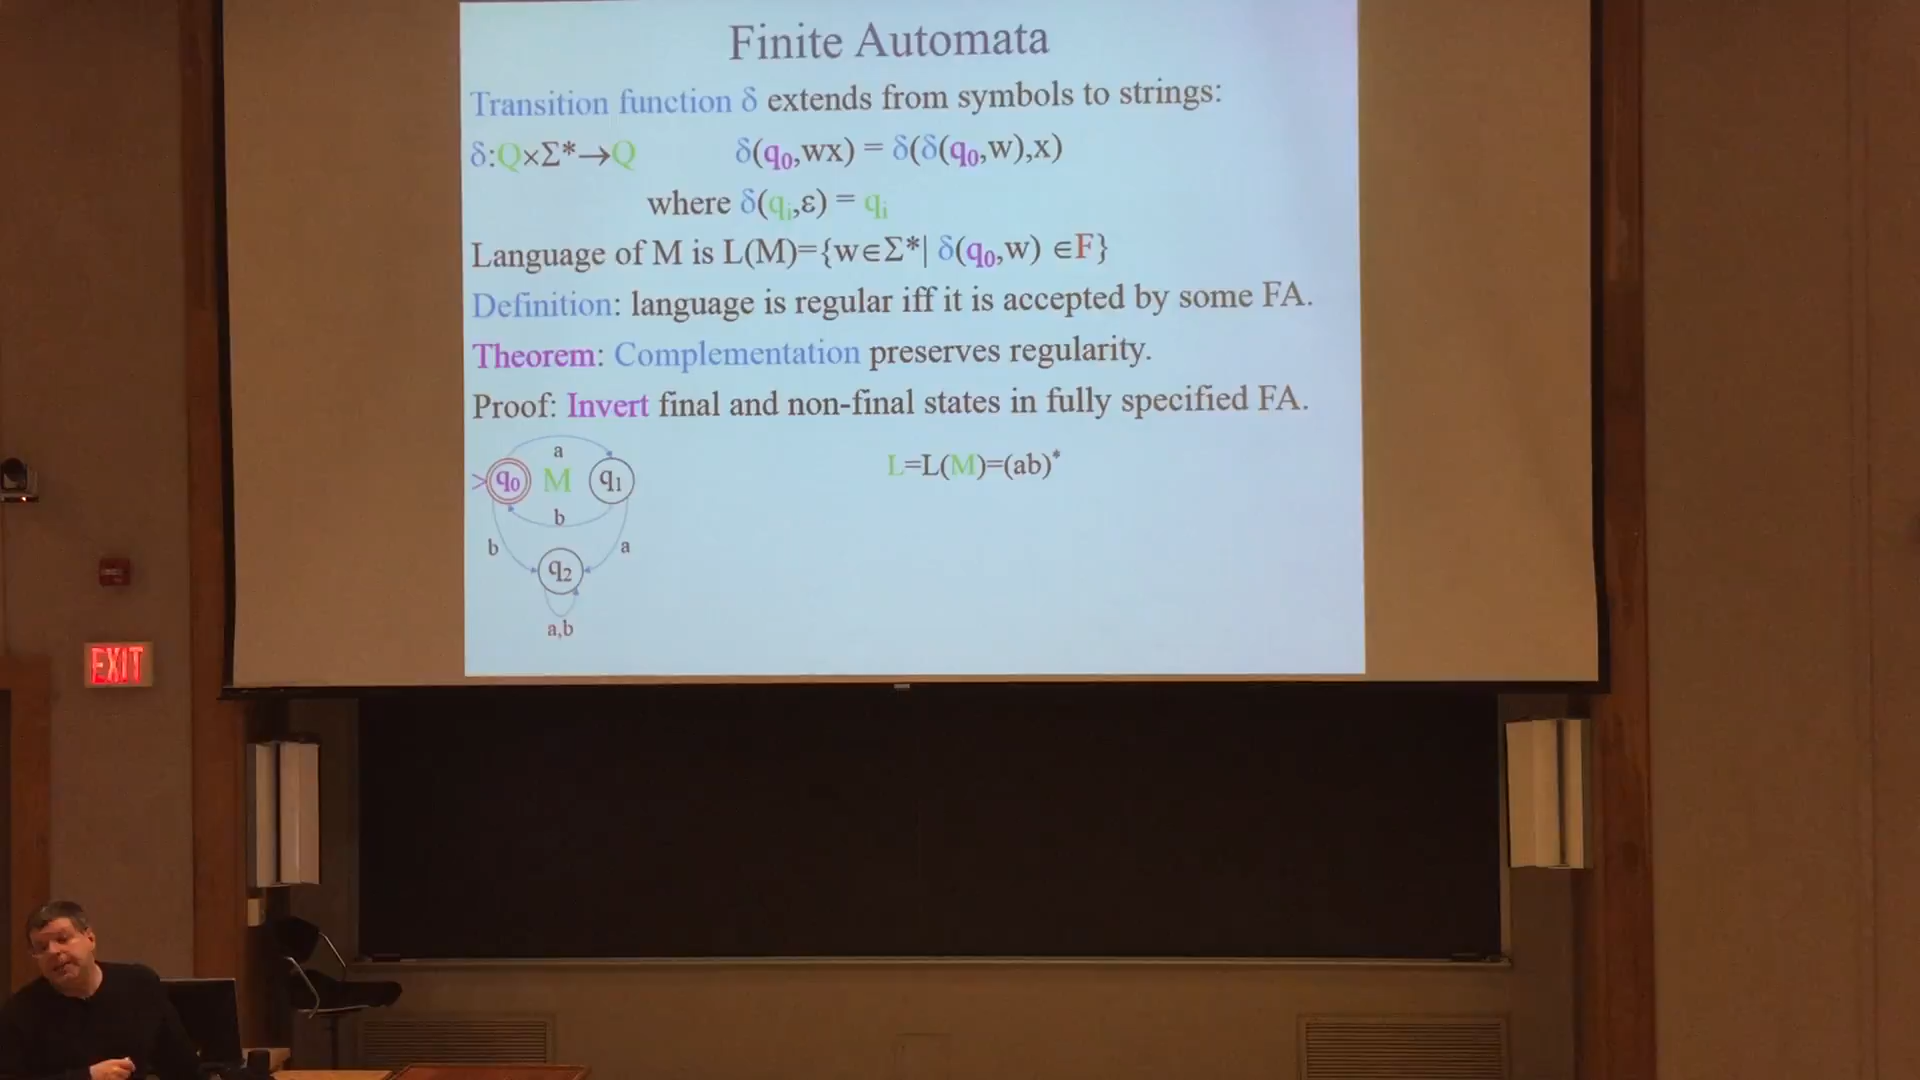 Finite Automata
Transition function δ extends from symbols to strings:
δ:Q×Σ*→Q δ(q₀,wx) = δ(δ(q₀,w),x)
where δ(qᵢ,ε) = qᵢ
Language of M is L(M)={w∈Σ*| δ(q₀,w) ∈F}
Definition: language is regular iff it is accepted by some FA.
Theorem: Complementation preserves regularity.
Proof: Invert final and non-final states in fully specified FA.
a
>q₀ M q₁
L=L(M)=(ab)*
b
b a
q₂
a,b
EXIT